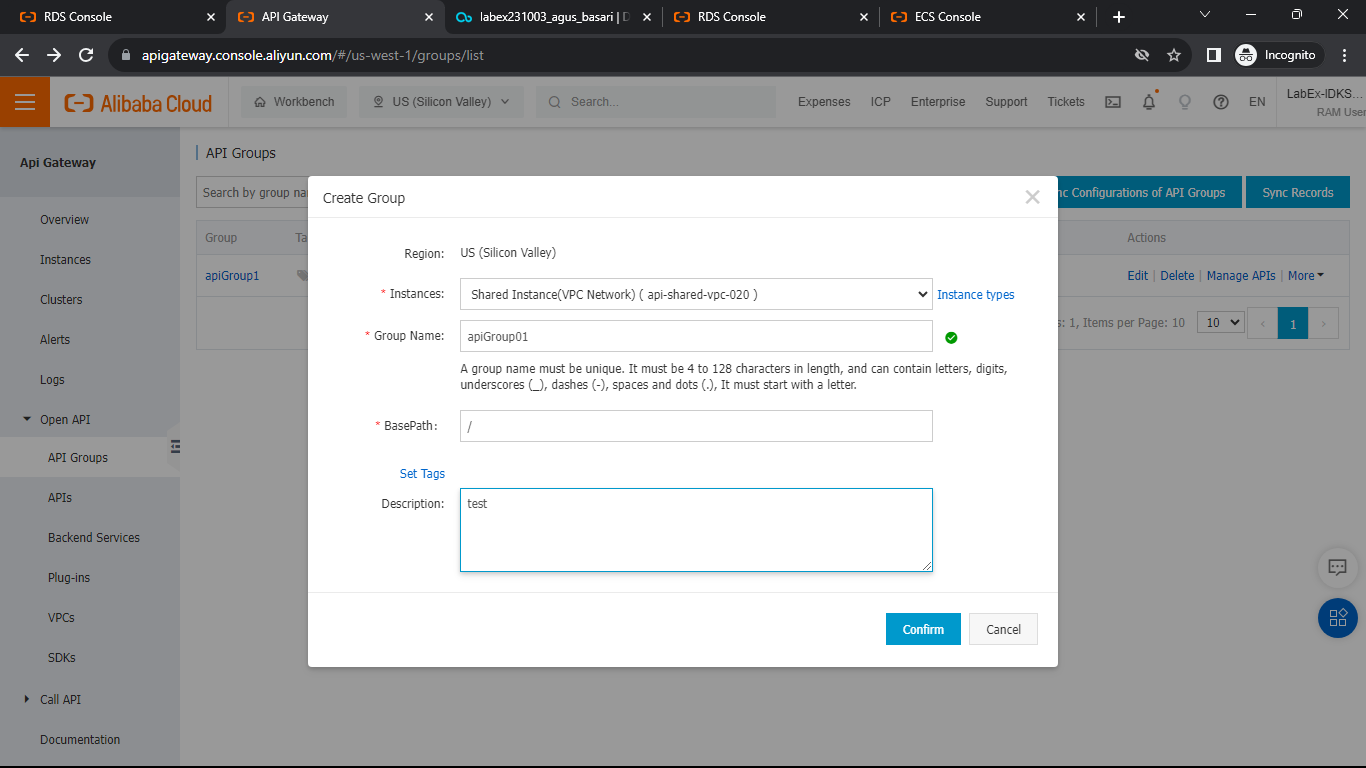 RDS Console
API Gateway
labex231003_agus_basari | D
RDS Console
ECS Console
apigateway.console.aliyun.com/#/us-west-1/groups/list
Incognito
Alibaba Cloud
Workbench
US (Silicon Valley)
Search...
Expenses
ICP
Enterprise
Support
Tickets
EN
LabEx-IDKS...
RAM User
Api Gateway
Overview
Instances
Clusters
Alerts
Logs
Open API
API Groups
APIs
Backend Services
Plug-ins
VPCs
SDKs
Call API
Documentation
API Groups
Search by group na
nc Configurations of API Groups
Sync Records
Group
Ta
Actions
apiGroup1
Edit | Delete | Manage APIs | More
s: 1, Items per Page: 10
10
‹
1
›
Create Group
Region: US (Silicon Valley)
* Instances: Shared Instance(VPC Network) ( api-shared-vpc-020 ) Instance types
* Group Name: apiGroup01
A group name must be unique. It must be 4 to 128 characters in length, and can contain letters, digits,
underscores (_), dashes (-), spaces and dots (.), It must start with a letter.
* BasePath: /
Set Tags
Description: test
Confirm
Cancel